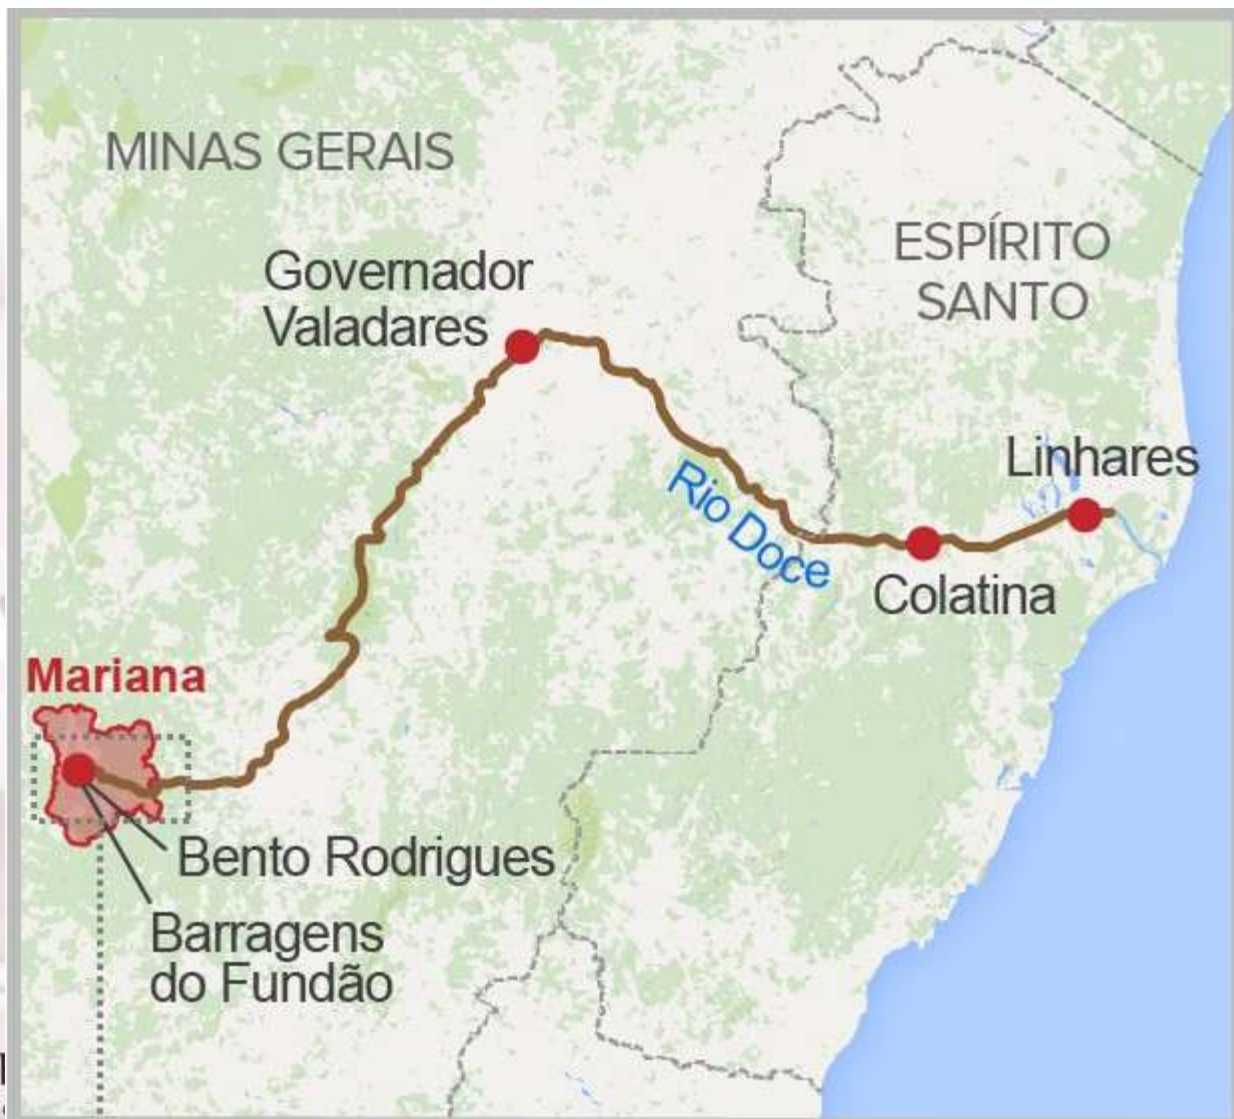 MINAS GERAIS
ESPÍRITO
SANTO
Governador
Valadares
Linhares
Rio Doce
Colatina
Mariana
Bento Rodrigues
Barragens
do Fundão